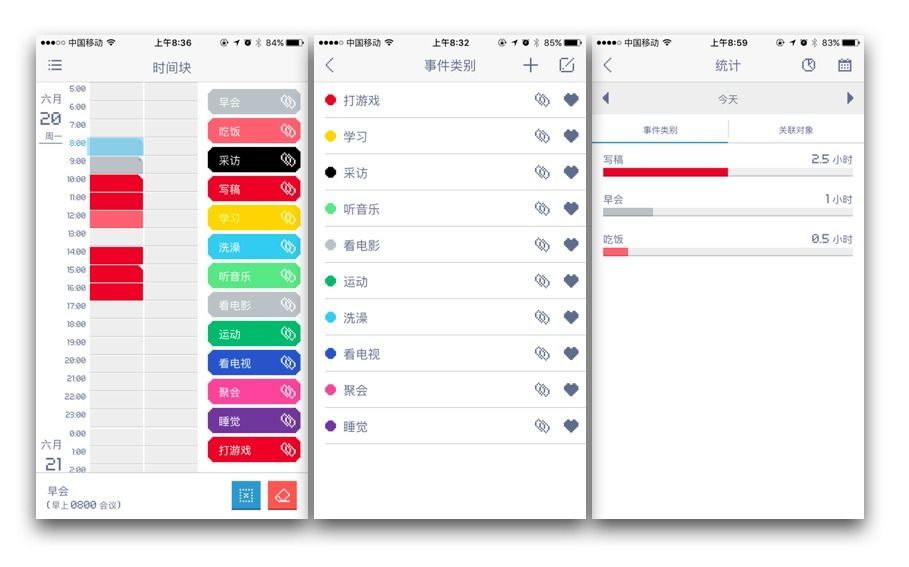 中国移动 上午8:36 84%
时间块
六月
20
周一
5:00
6:00
7:00
8:00
9:00
10:00
11:00
12:00
13:00
14:00
15:00
16:00
17:00
18:00
19:00
20:00
21:00
22:00
23:00
0:00
六月
21
1:00
2:00
早会
吃饭
采访
写稿
学习
洗澡
听音乐
看电影
运动
看电视
聚会
睡觉
打游戏
早会
(早上 0800 会议)
中国移动 上午8:32 85%
事件类别
打游戏
学习
采访
听音乐
看电影
运动
洗澡
看电视
聚会
睡觉
中国移动 上午8:59 83%
统计
今天
事件类别 关联对象
写稿 2.5 小时
早会 1 小时
吃饭 0.5 小时